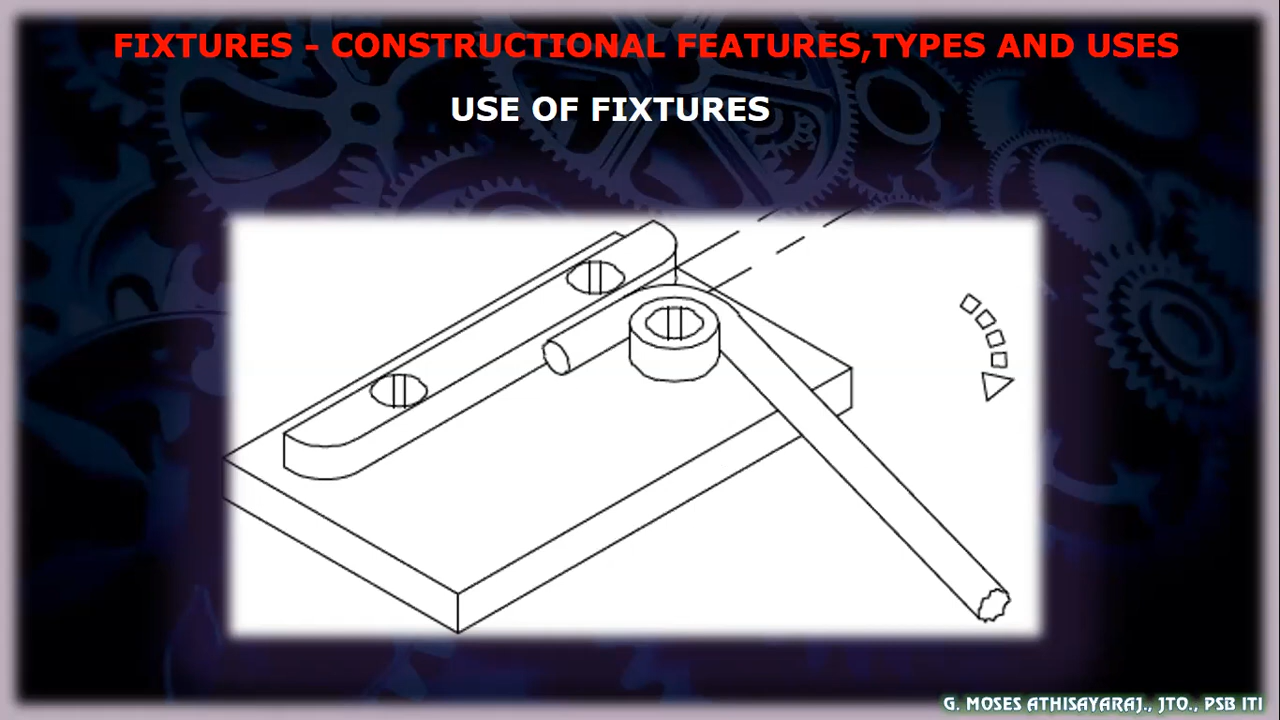 FIXTURES - CONSTRUCTIONAL FEATURES,TYPES AND USES
USE OF FIXTURES
G. MOSES ATHISAYARAJ., JTO., PSB ITI